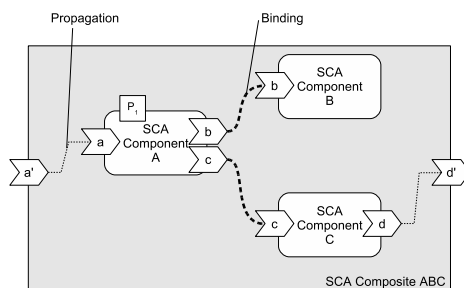 Propagation
Binding
SCA
Component
B
b
P1
a
SCA
Component
A
b
c
a'
d'
c
SCA
Component
C
d
SCA Composite ABC